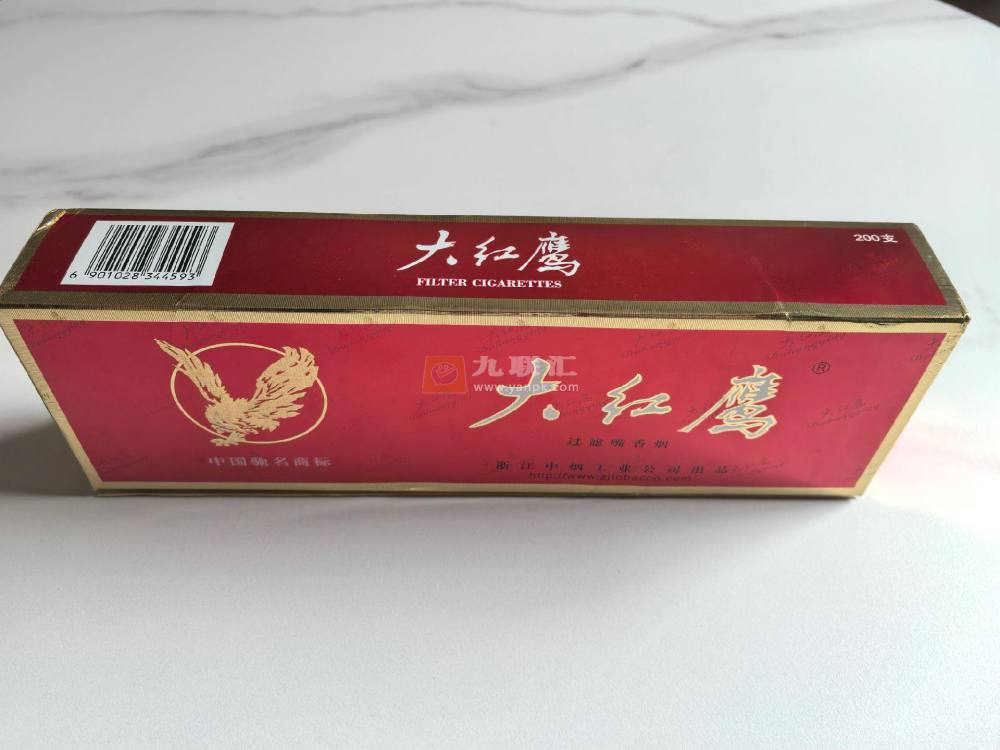 6 901028 344593
大红鹰
FILTER CIGARETTES
200支
九联汇
www.yanpk.com
大红鹰®
过滤嘴香烟
中国驰名商标
浙江中烟工业公司出品
http://www.zjtobacco.com